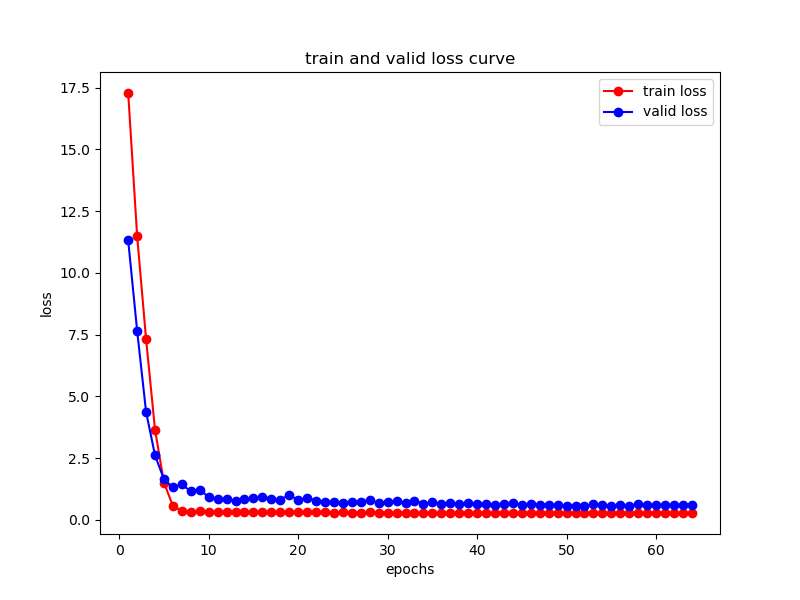 train and valid loss curve
train loss
valid loss
17.5
15.0
12.5
10.0
7.5
5.0
2.5
0.0
loss
0 10 20 30 40 50 60
epochs